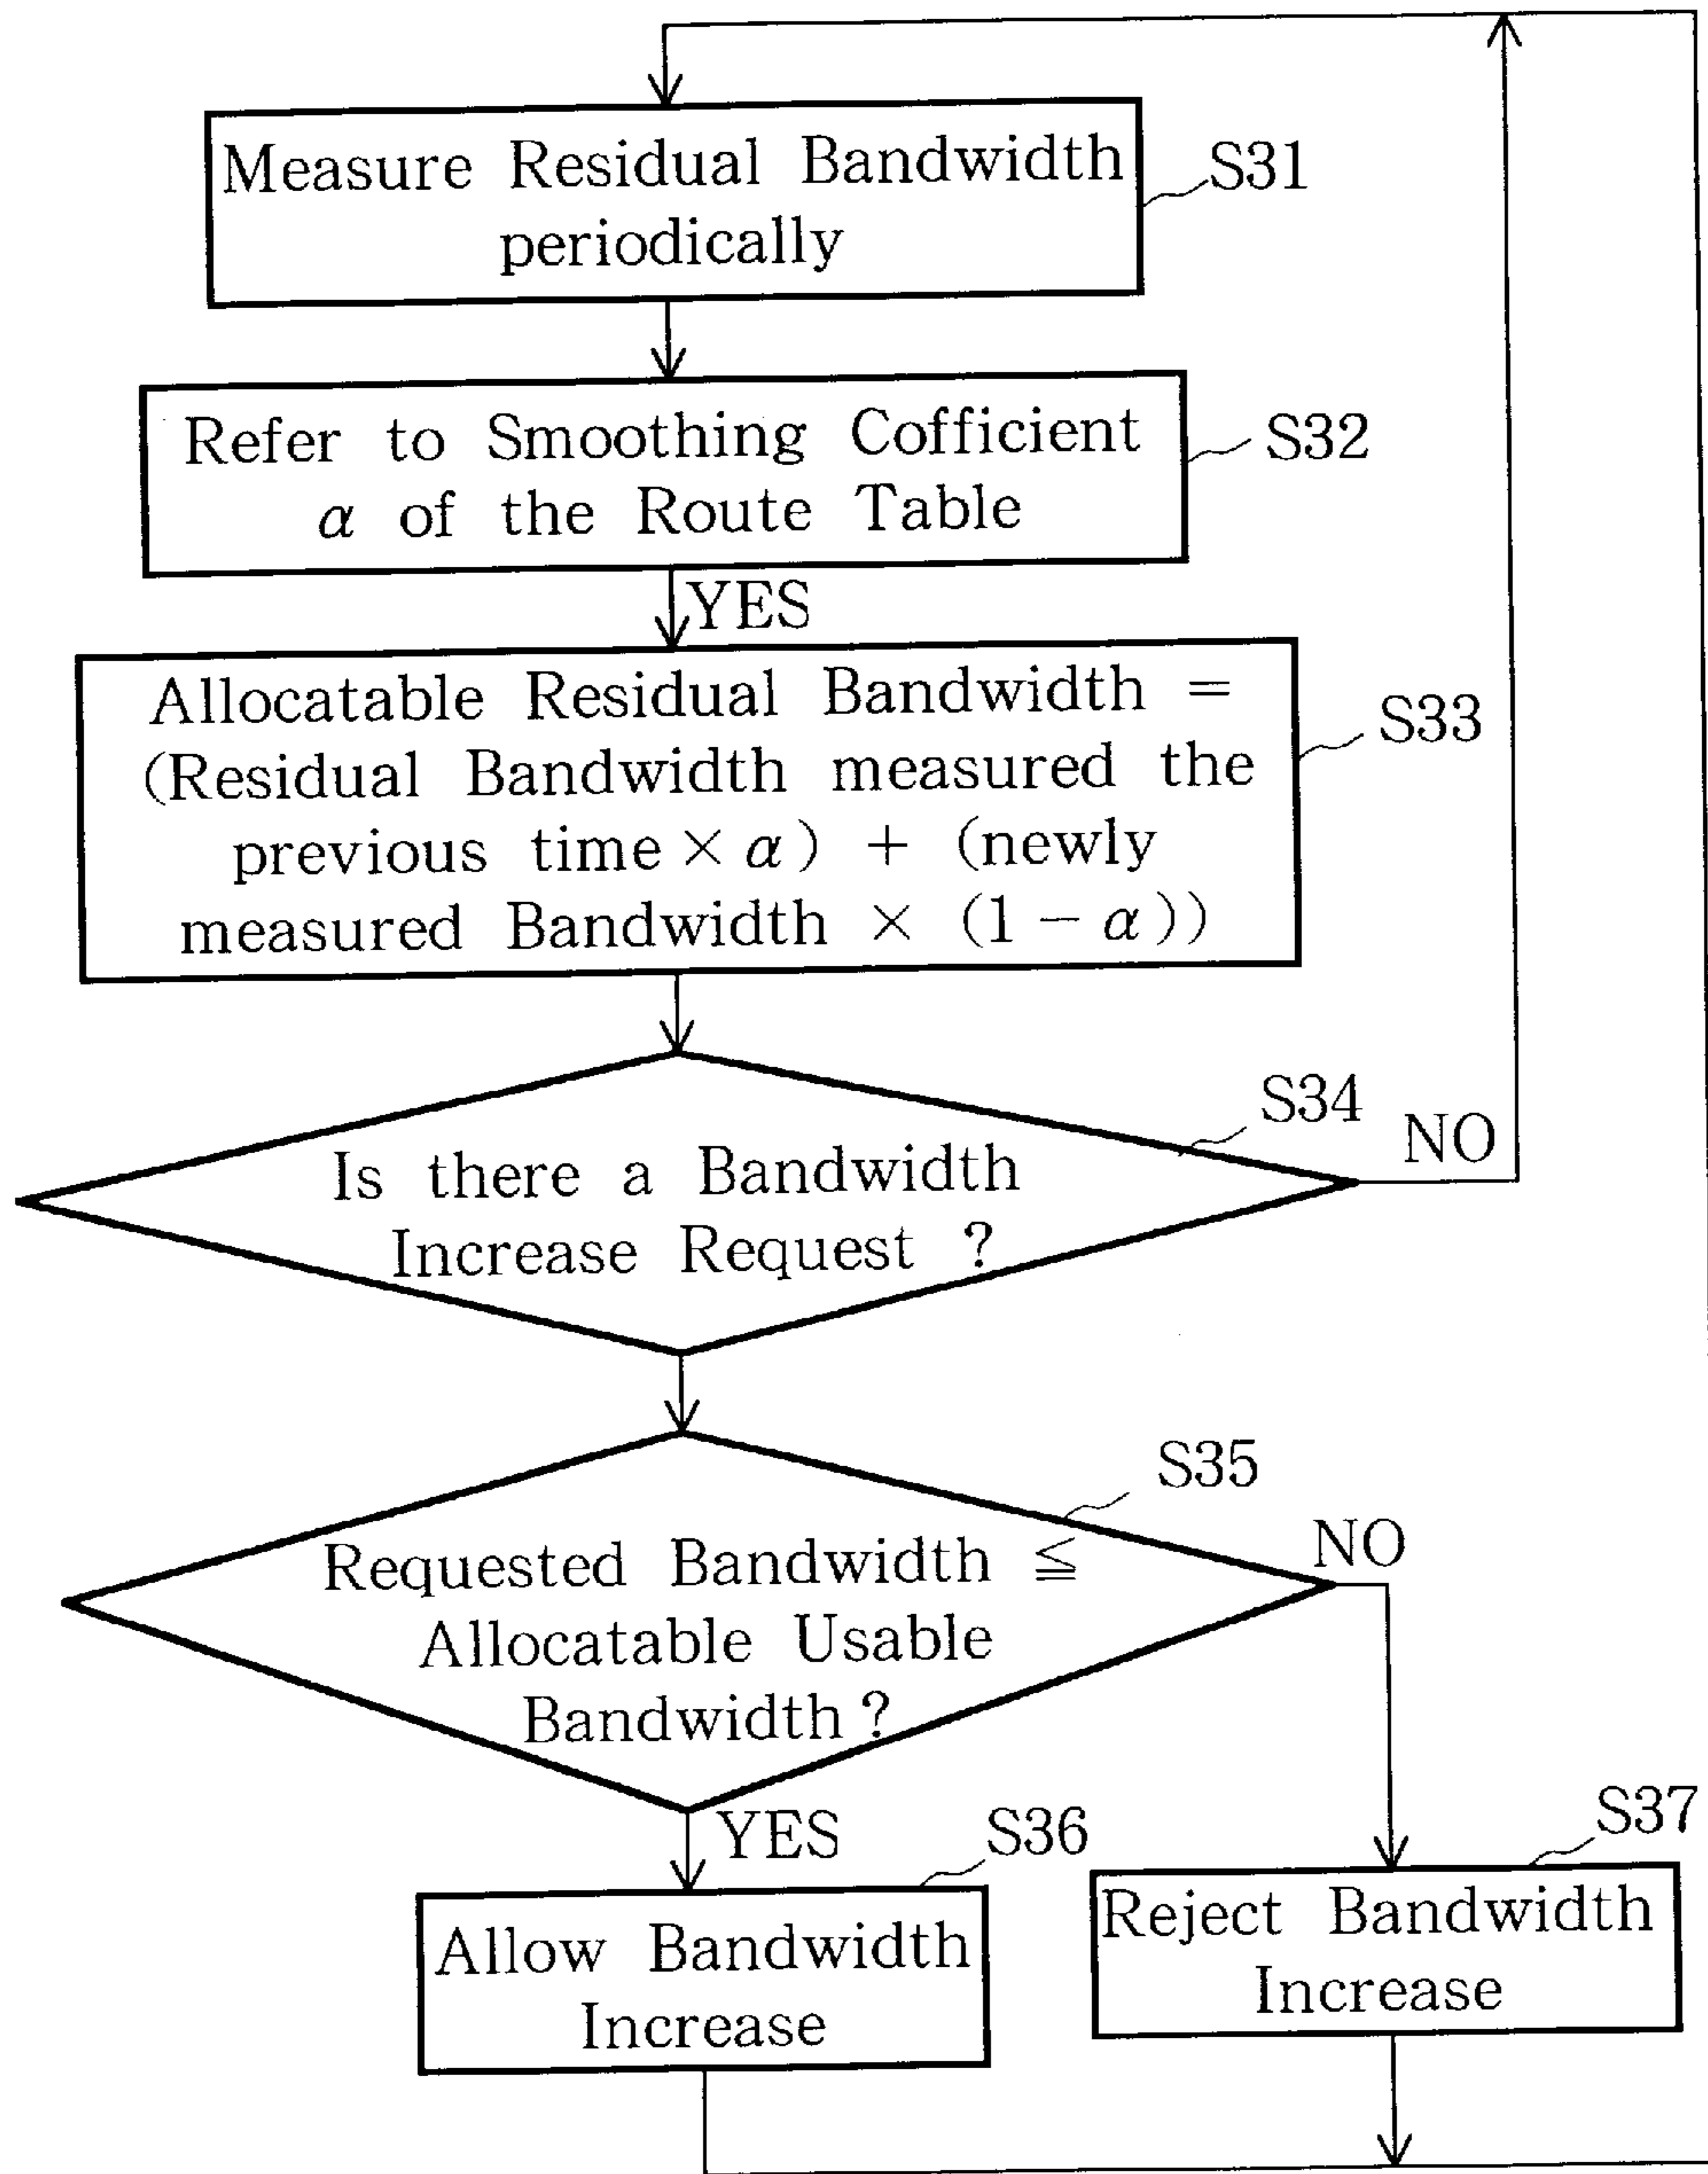 Measure Residual Bandwidth
periodically
S31
Refer to Smoothing Cofficient
α of the Route Table
S32
YES
Allocatable Residual Bandwidth =
(Residual Bandwidth measured the
previous time × α) + (newly
measured Bandwidth × (1 − α))
S33
S34
NO
Is there a Bandwidth
Increase Request ?
S35
NO
Requested Bandwidth ≦
Allocatable Usable
Bandwidth ?
YES
S36
S37
Allow Bandwidth
Increase
Reject Bandwidth
Increase